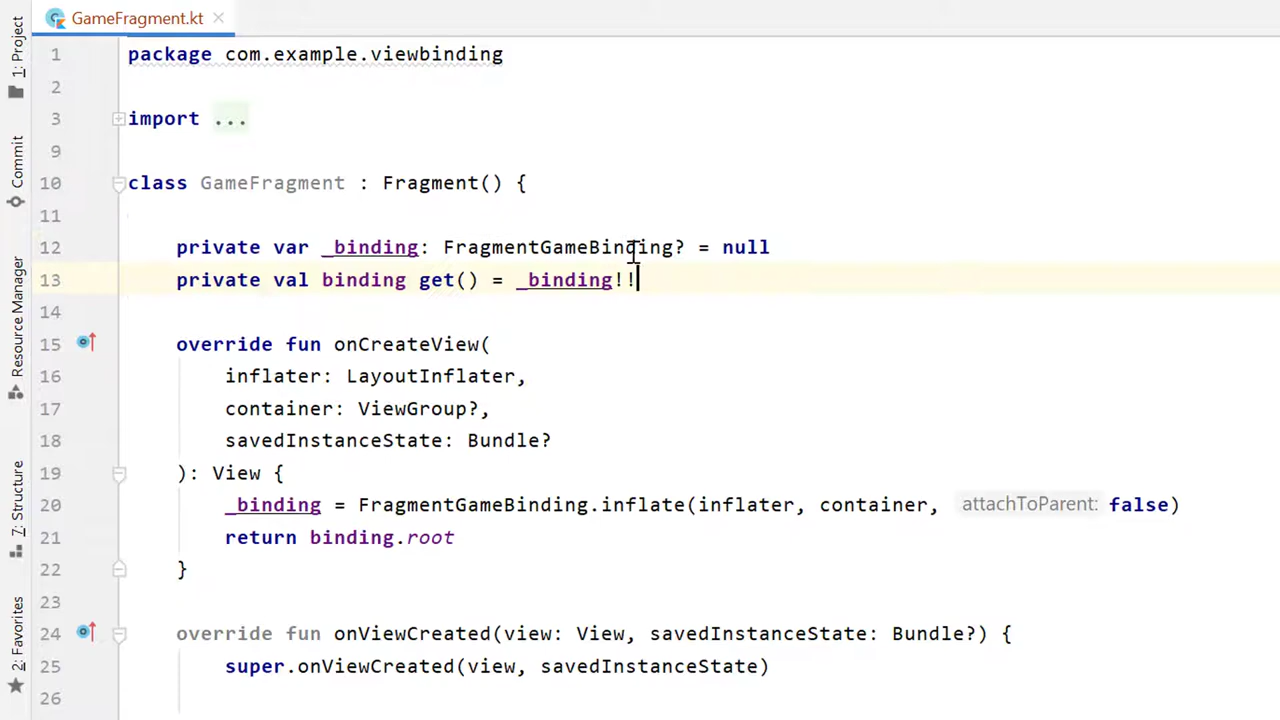 GameFragment.kt
1: Project
Commit
Resource Manager
7: Structure
2: Favorites
1 package com.example.viewbinding
2
3 import ...
9
10 class GameFragment : Fragment() {
11
12 private var _binding: FragmentGameBinding? = null
13 private val binding get() = _binding!!
14
15 override fun onCreateView(
16 inflater: LayoutInflater,
17 container: ViewGroup?,
18 savedInstanceState: Bundle?
19 ): View {
20 _binding = FragmentGameBinding.inflate(inflater, container, attachToParent: false)
21 return binding.root
22 }
23
24 override fun onViewCreated(view: View, savedInstanceState: Bundle?) {
25 super.onViewCreated(view, savedInstanceState)
26